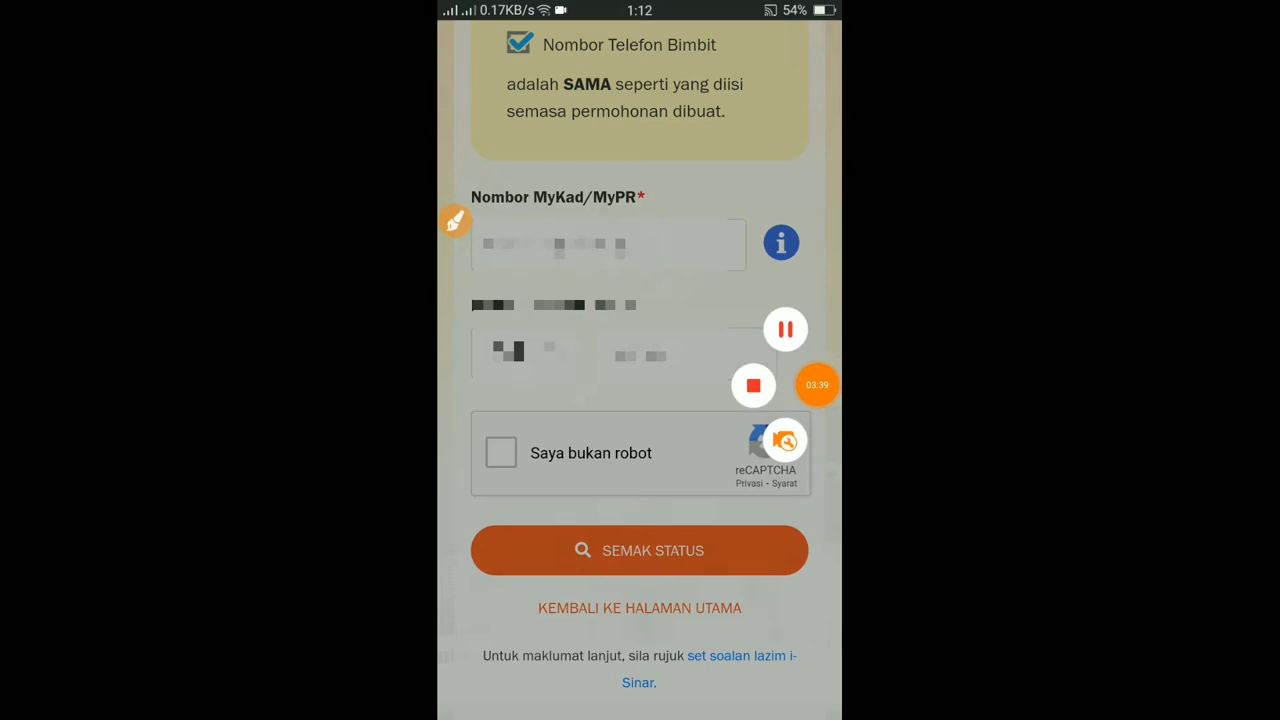 0.17KB/s
1:12
54%
Nombor Telefon Bimbit
adalah SAMA seperti yang diisi
semasa permohonan dibuat.
Nombor MyKad/MyPR*
03:39
Saya bukan robot
reCAPTCHA
Privasi - Syarat
SEMAK STATUS
KEMBALI KE HALAMAN UTAMA
Untuk maklumat lanjut, sila rujuk set soalan lazim i-
Sinar.